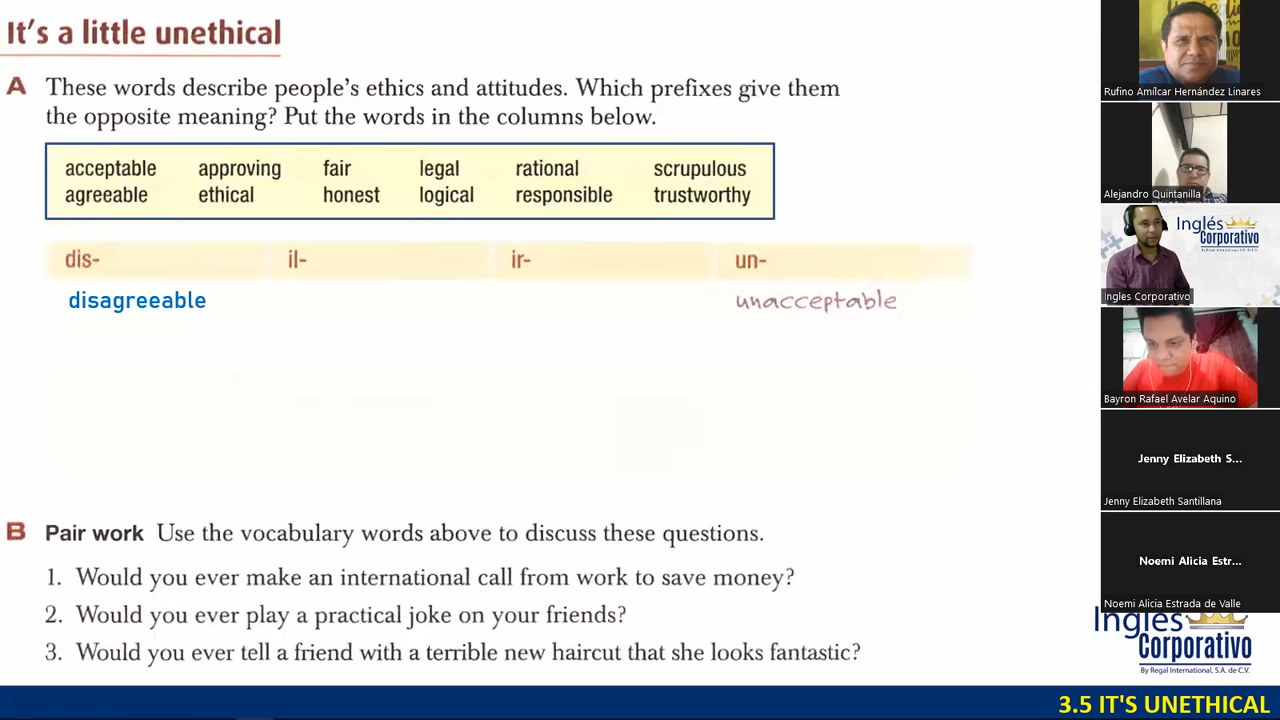 It's a little unethical
A These words describe people's ethics and attitudes. Which prefixes give them
the opposite meaning? Put the words in the columns below.
acceptable approving fair legal rational scrupulous
agreeable ethical honest logical responsible trustworthy
dis- il- ir- un-
disagreeable unacceptable
B Pair work Use the vocabulary words above to discuss these questions.
1. Would you ever make an international call from work to save money?
2. Would you ever play a practical joke on your friends?
3. Would you ever tell a friend with a terrible new haircut that she looks fantastic?
Rufino Amílcar Hernández Linares
Alejandro Quintanilla
Inglés
Corporativo
By Regal International, S.A. de C.V.
Ingles Corporativo
Bayron Rafael Avelar Aquino
Jenny Elizabeth S...
Jenny Elizabeth Santillana
Noemi Alicia Estr...
Noemi Alicia Estrada de Valle
Inglés
Corporativo
By Regal International, S.A. de C.V.
3.5 IT'S UNETHICAL